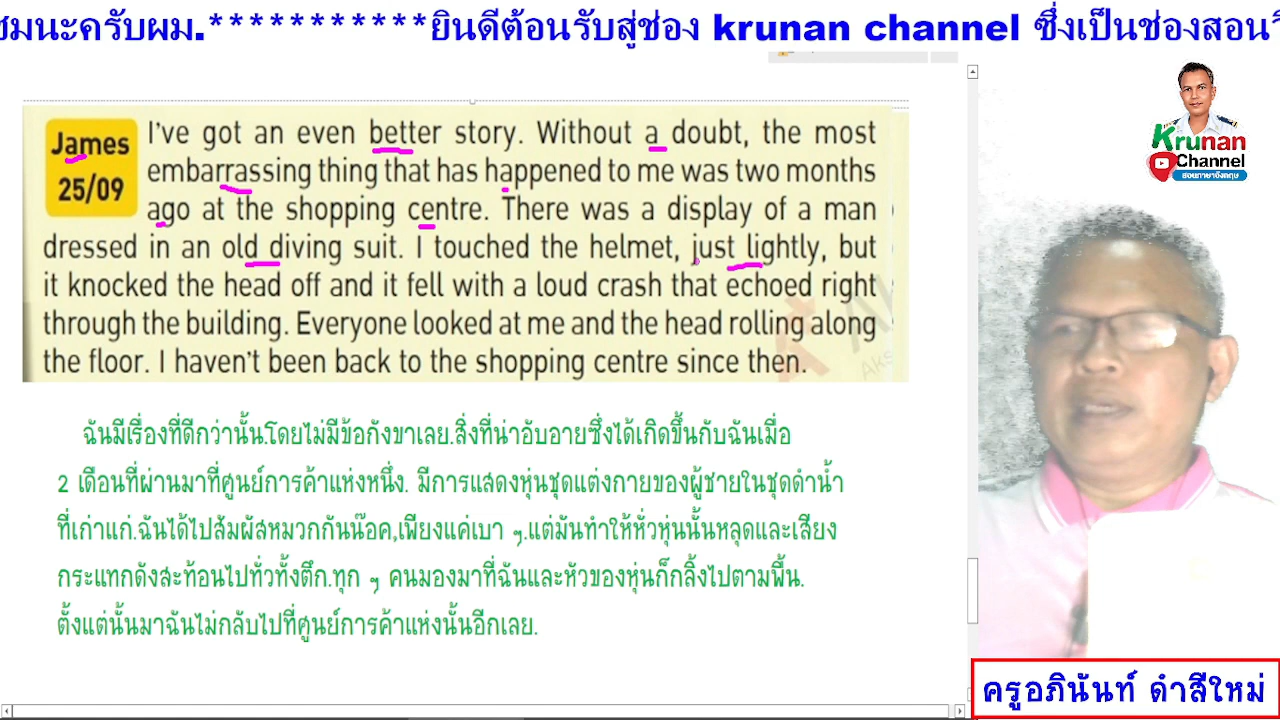 ชมนะครับผม.***********ยินดีต้อนรับสู่ช่อง krunan channel ซึ่งเป็นช่องสอนวิ
James
25/09
I've got an even better story. Without a doubt, the most
embarrassing thing that has happened to me was two months
ago at the shopping centre. There was a display of a man
dressed in an old diving suit. I touched the helmet, just lightly, but
it knocked the head off and it fell with a loud crash that echoed right
through the building. Everyone looked at me and the head rolling along
the floor. I haven't been back to the shopping centre since then.
Krunan
Channel
สอนภาษาอังกฤษ
ฉันมีเรื่องที่ดีกว่านั้น.โดยไม่มีข้อกังขาเลย.สิ่งที่น่าอับอายซึ่งได้เกิดขึ้นกับฉันเมื่อ
2 เดือนที่ผ่านมาที่ศูนย์การค้าแห่งหนึ่ง. มีการแสดงหุ่นชุดแต่งกายของผู้ชายในชุดดำน้ำ
ที่เก่าแก่.ฉันได้ไปสัมผัสหมวกกันน๊อค,เพียงแค่เบา ๆ.แต่มันทำให้หั่วหุ่นนั้นหลุดและเสียง
กระแทกดังสะท้อนไปทั่วทั้งตึก.ทุก ๆ คนมองมาที่ฉันและหัวของหุ่นก็กลิ้งไปตามพื้น.
ตั้งแต่นั้นมาฉันไม่กลับไปที่ศูนย์การค้าแห่งนั้นอีกเลย.
ครูอภินันท์ ดำสีใหม่